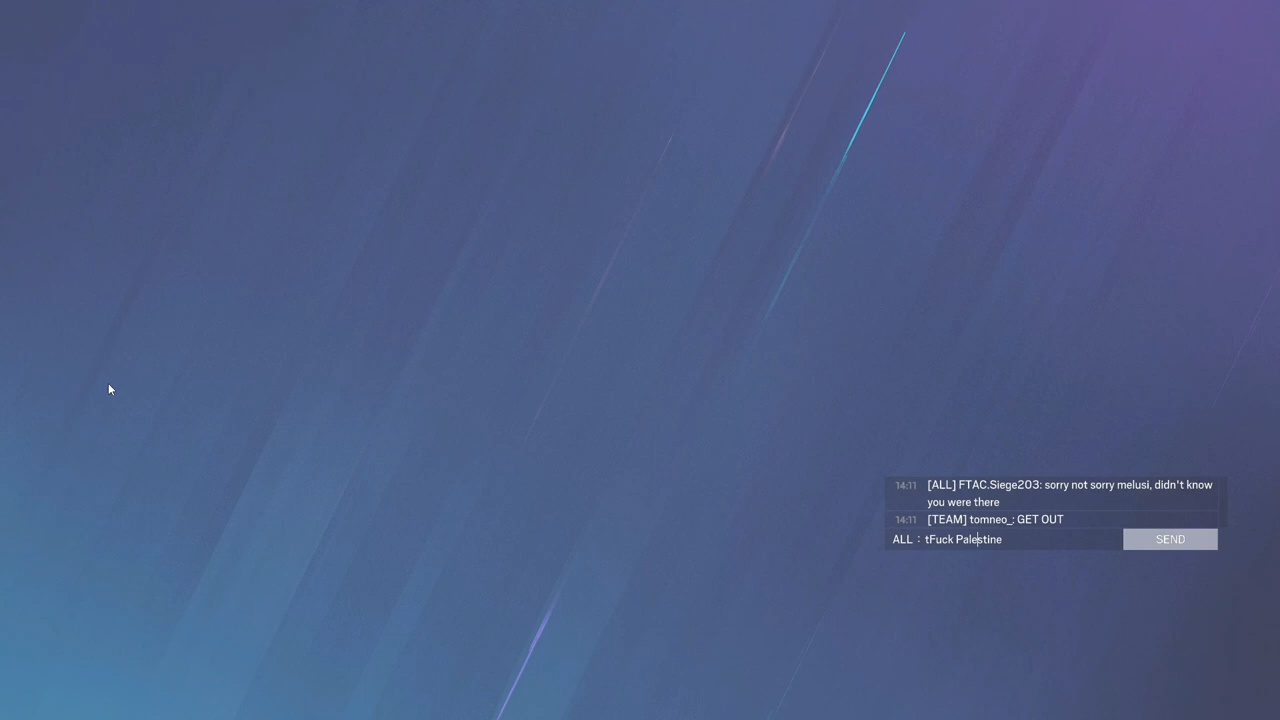 14:11 [ALL] FTAC.Siege203: sorry not sorry melusi, didn't know
you were there
14:11 [TEAM] tomneo_: GET OUT
ALL : tFuck Palestine SEND